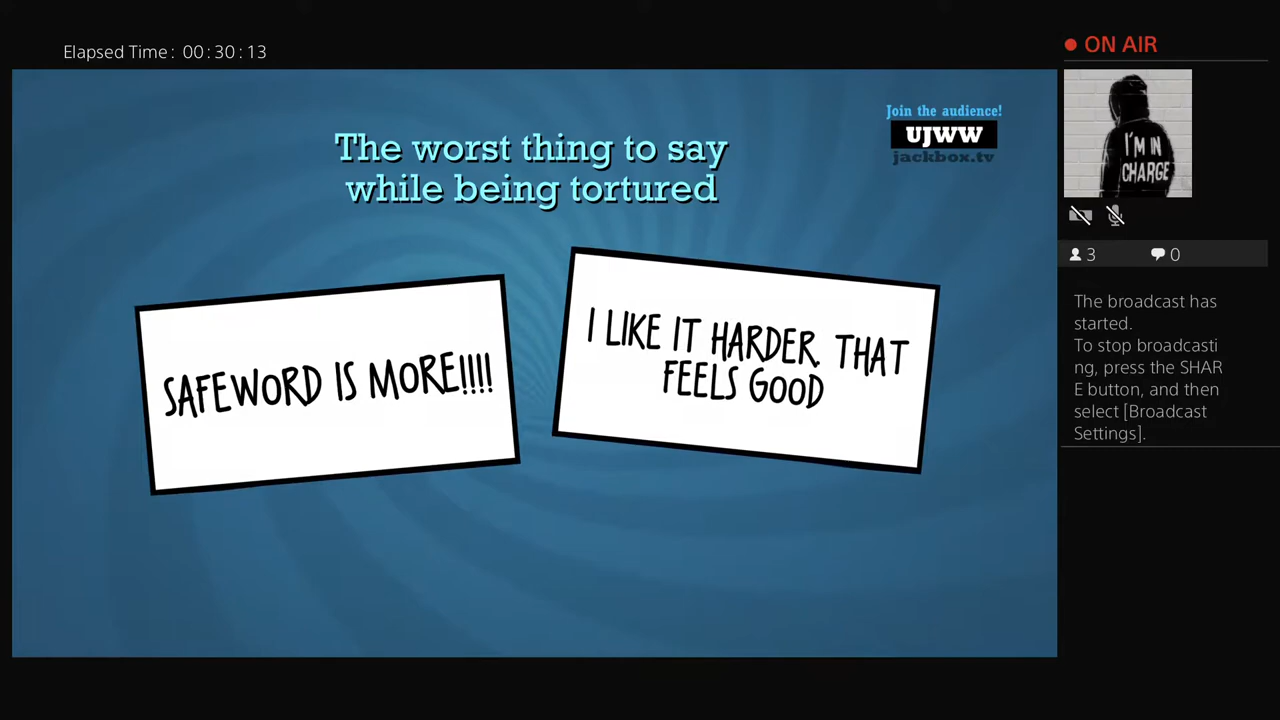 Elapsed Time: 00:30:13
ON AIR
Join the audience!
UJWW
jackbox.tv
The worst thing to say
while being tortured
I'M IN
CHARGE
3
0
SAFEWORD IS MORE!!!!
I LIKE IT HARDER. THAT
FEELS GOOD
The broadcast has
started.
To stop broadcasti
ng, press the SHAR
E button, and then
select [Broadcast
Settings].